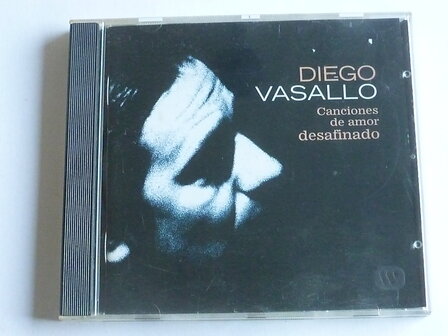 DIEGO
VASALLO
Canciones
de amor
desafinado